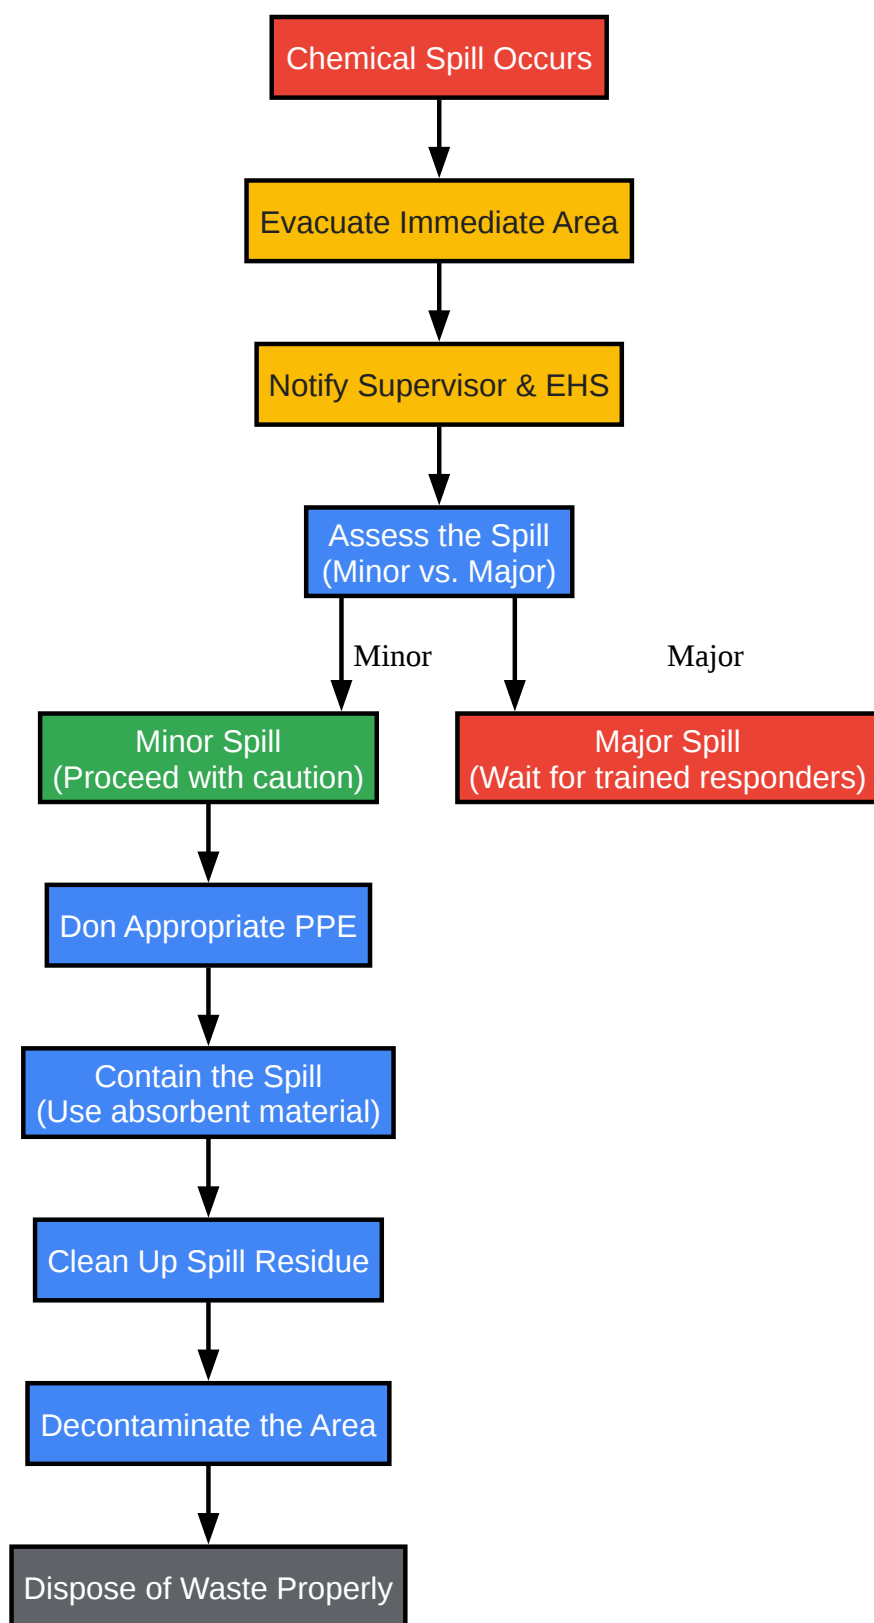 Chemical Spill Occurs
Evacuate Immediate Area
Notify Supervisor & EHS
Assess the Spill
(Minor vs. Major)
Minor
Major
Minor Spill
(Proceed with caution)
Major Spill
(Wait for trained responders)
Don Appropriate PPE
Contain the Spill
(Use absorbent material)
Clean Up Spill Residue
Decontaminate the Area
Dispose of Waste Properly